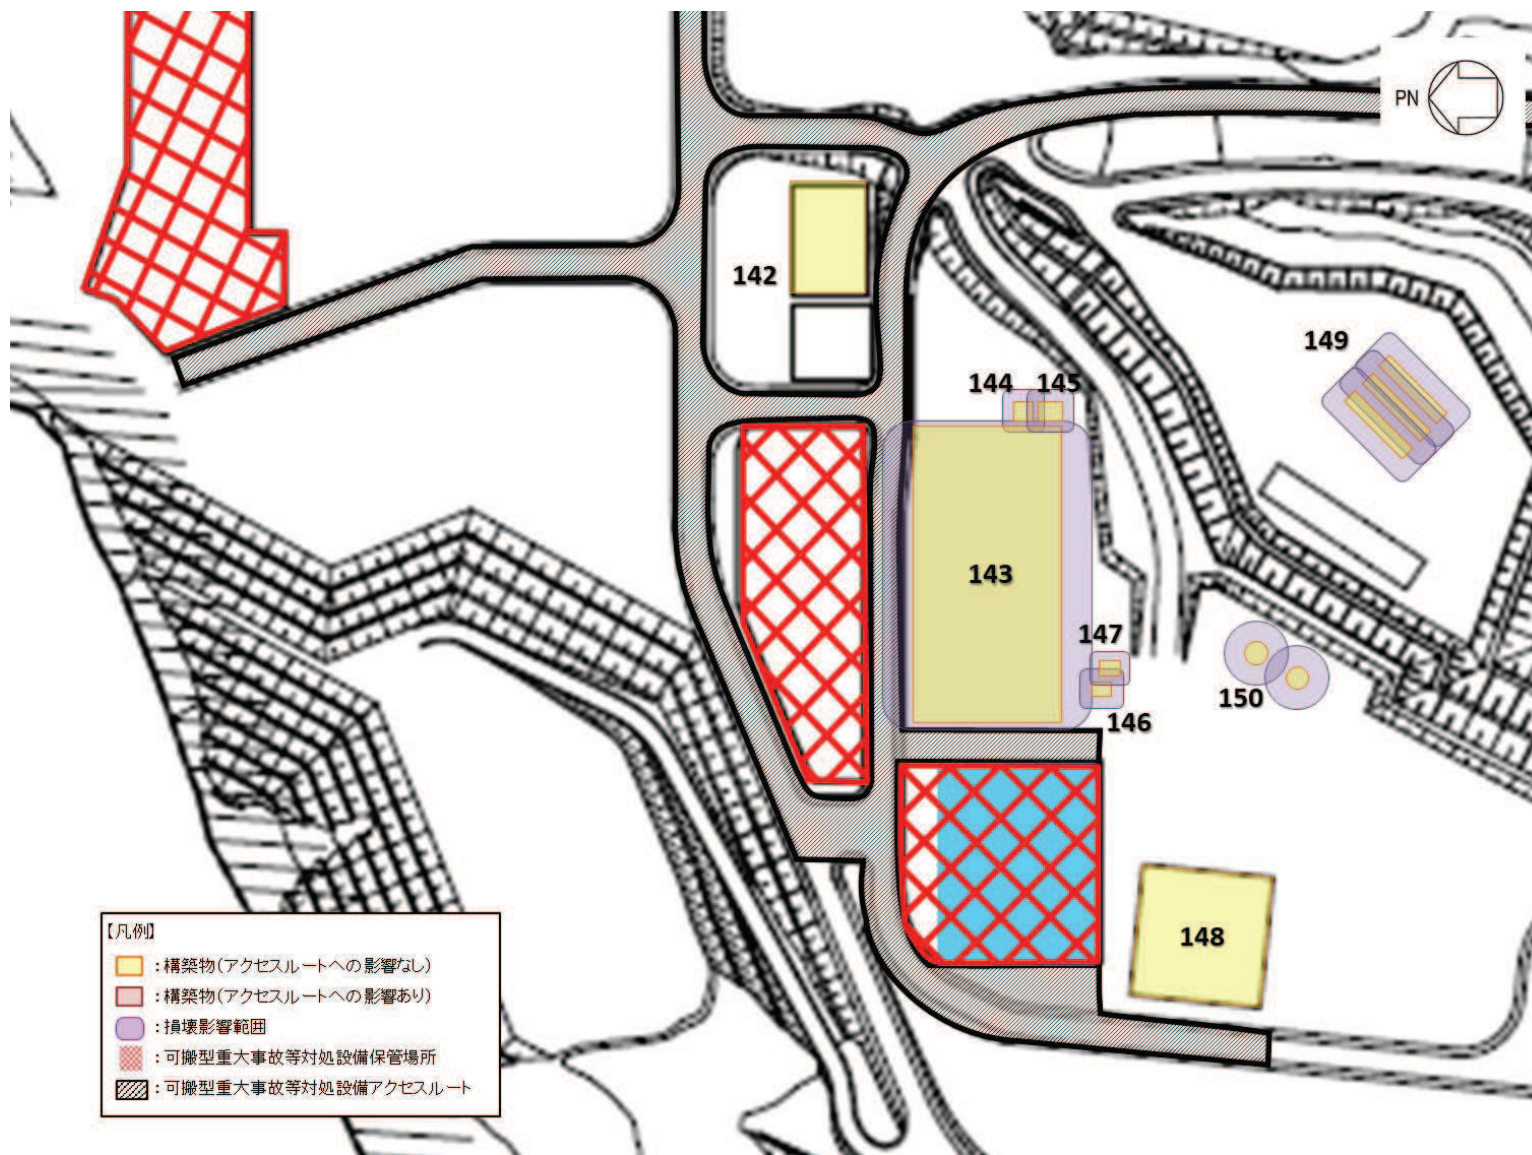 PN
142
144
145
149
143
147
150
146
148
【凡例】
：構築物（アクセスルートへの影響なし）
：構築物（アクセスルートへの影響あり）
：損壊影響範囲
：可搬型重大事故等対処設備保管場所
：可搬型重大事故等対処設備アクセスルート